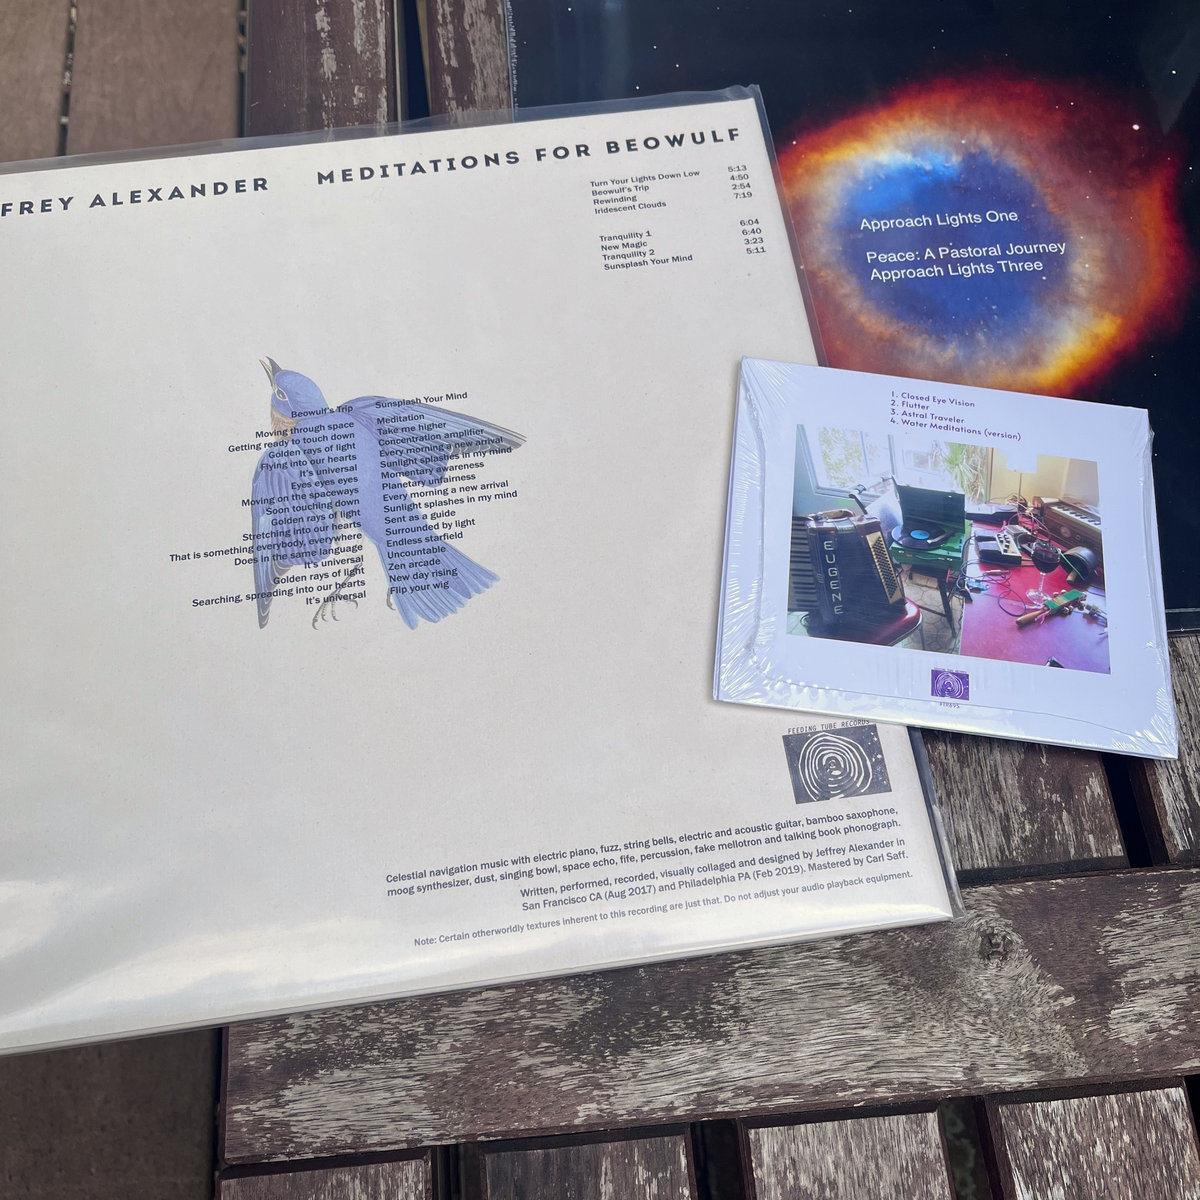 FREY ALEXANDER MEDITATIONS FOR BEOWULF
Turn Your Lights Down Low 5:13
Beowulf's Trip 4:50
Rewinding 2:54
Iridescent Clouds 7:19
Tranquility 1 6:04
New Magic 6:40
Tranquility 2 3:23
Sunsplash Your Mind 5:11
Beowulf's Trip
Moving through space
Getting ready to touch down
Golden rays of light
Flying into our hearts
It's universal
Eyes eyes eyes
Moving on the spaceways
Soon touching down
Golden rays of light
Stretching into our hearts
That is something everybody, everywhere
Does in the same language
It's universal
Golden rays of light
Searching, spreading into our hearts
It's universal
Sunsplash Your Mind
Meditation
Take me higher
Concentration amplifier
Every morning a new arrival
Sunlight splashes in my mind
Momentary awareness
Planetary unfairness
Every morning a new arrival
Sunlight splashes in my mind
Sent as a guide
Surrounded by light
Endless starfield
Uncountable
Zen arcade
New day rising
Flip your wig
FEEDING TUBE RECORDS
Celestial navigation music with electric piano, fuzz, string bells, electric and acoustic guitar, bamboo saxophone,
moog synthesizer, dust, singing bowl, space echo, fife, percussion, fake mellotron and talking book phonograph.
Written, performed, recorded, visually collaged and designed by Jeffrey Alexander in
San Francisco CA (Aug 2017) and Philadelphia PA (Feb 2019). Mastered by Carl Saff.
Note: Certain otherworldly textures inherent to this recording are just that. Do not adjust your audio playback equipment.
Approach Lights One
Peace: A Pastoral Journey
Approach Lights Three
1. Closed Eye Vision
2. Flutter
3. Astral Traveler
4. Water Meditations (version)
EUGENE